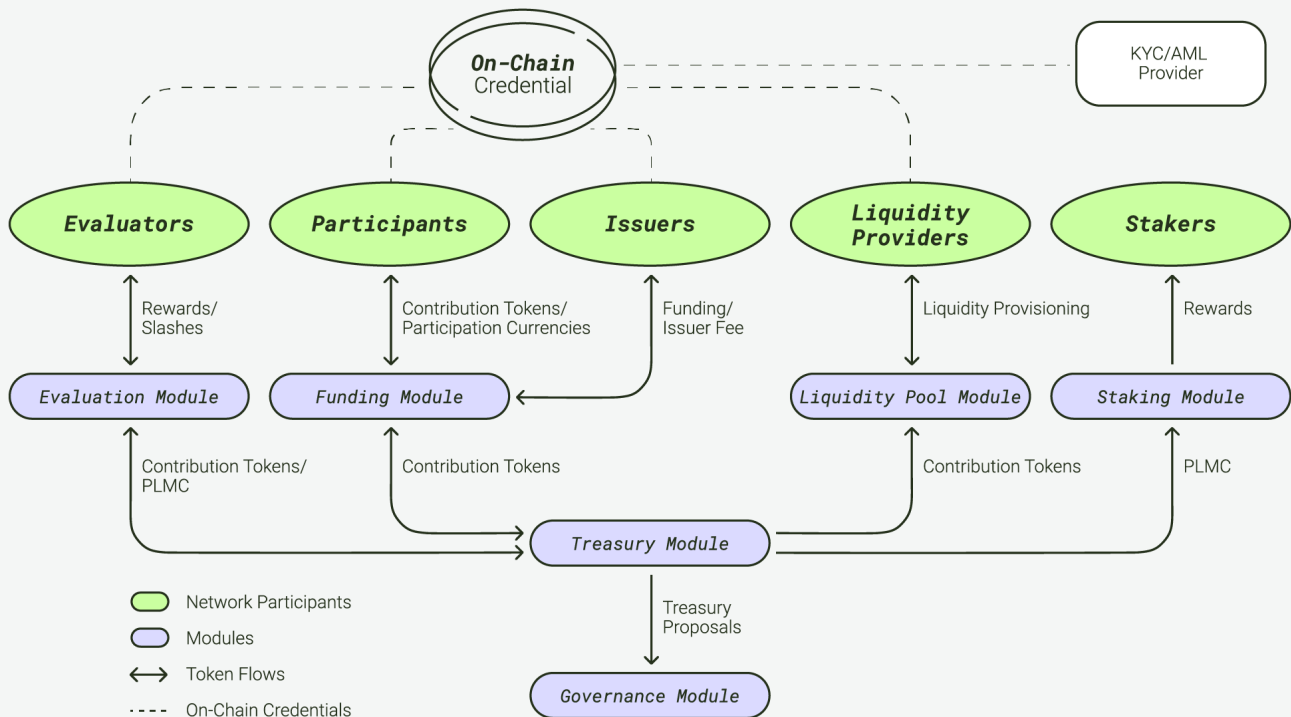 On-Chain
Credential
KYC/AML
Provider
Evaluators
Participants
Issuers
Liquidity
Providers
Stakers
Rewards/
Slashes
Contribution Tokens/
Participation Currencies
Funding/
Issuer Fee
Liquidity Provisioning
Rewards
Evaluation Module
Funding Module
Liquidity Pool Module
Staking Module
Contribution Tokens/
PLMC
Contribution Tokens
Contribution Tokens
PLMC
Treasury Module
Treasury
Proposals
Governance Module
Network Participants
Modules
Token Flows
On-Chain Credentials